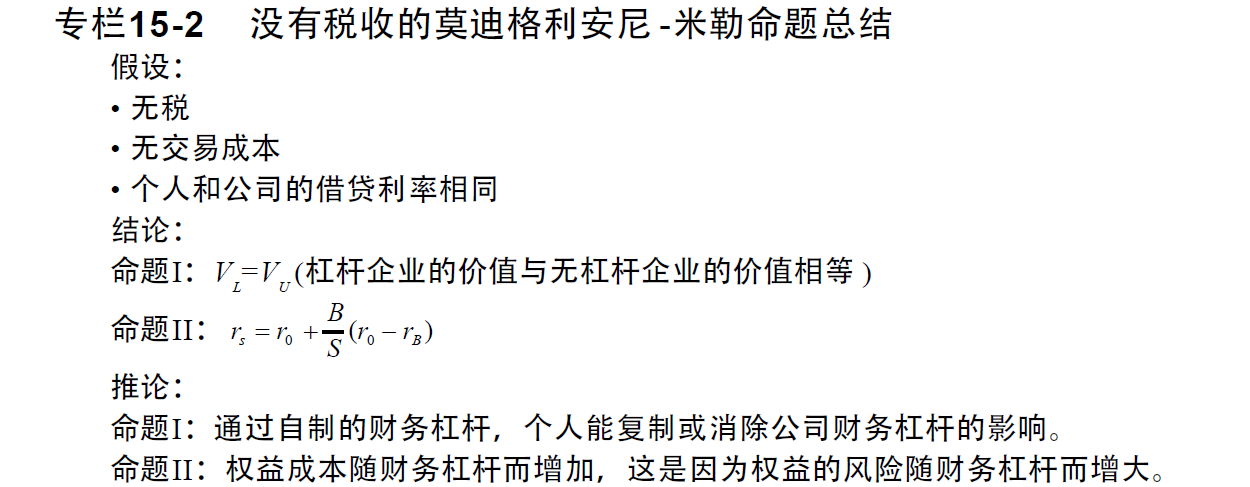 专栏15-2 没有税收的莫迪格利安尼-米勒命题总结
假设：
• 无税
• 无交易成本
• 个人和公司的借贷利率相同
结论：
命题I：V_L=V_U(杠杆企业的价值与无杠杆企业的价值相等)
命题II：r_s = r_0 + B/S (r_0 − r_B)
推论：
命题I：通过自制的财务杠杆，个人能复制或消除公司财务杠杆的影响。
命题II：权益成本随财务杠杆而增加，这是因为权益的风险随财务杠杆而增大。